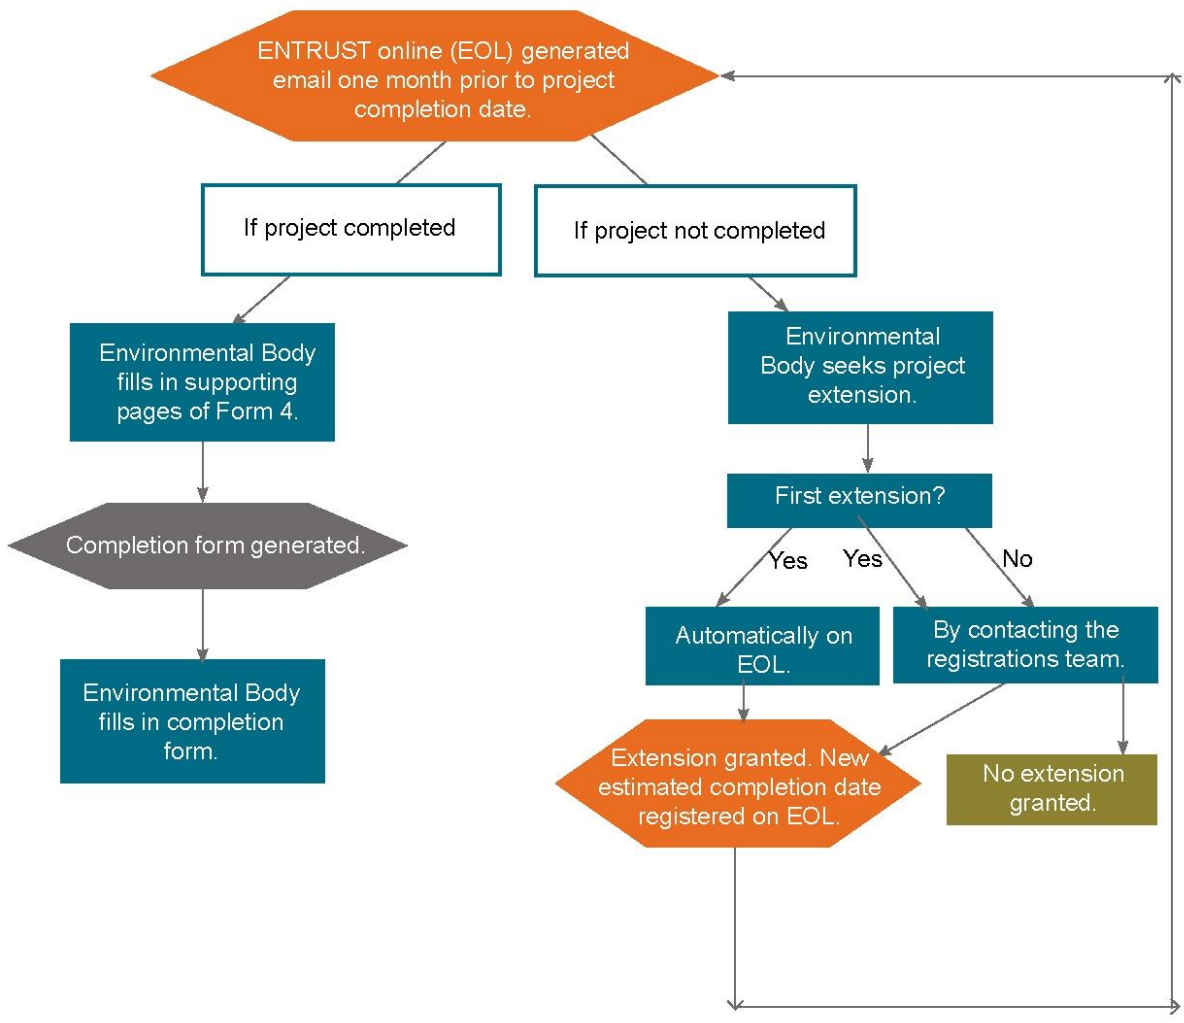 ENTRUST online (EOL) generated
email one month prior to project
completion date.
If project completed
If project not completed
Environmental Body
fills in supporting
pages of Form 4.
Environmental
Body seeks project
extension.
First extension?
Completion form generated.
Yes
Yes
No
Automatically on
EOL.
By contacting the
registrations team.
Environmental Body
fills in completion
form.
Extension granted. New
estimated completion date
registered on EOL.
No extension
granted.